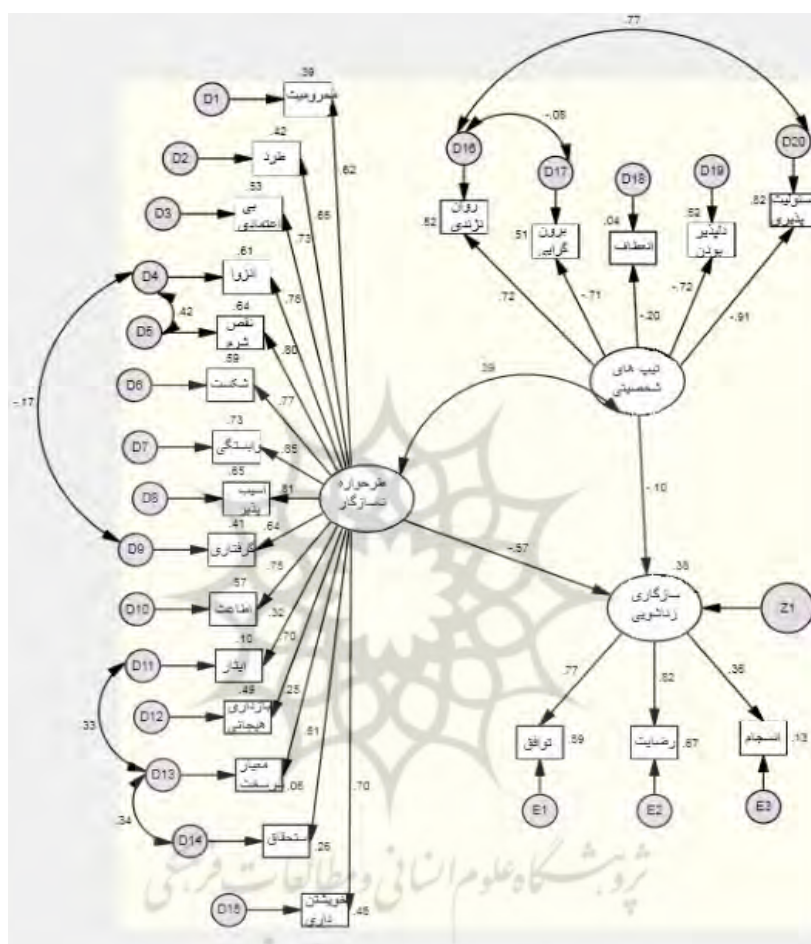 .77
.39
D1
محرومیت
-.05
.42
D2
طرد
.62
D16
D17
D18
D19
D20
.53
D3
بی
اعتمادی
.65
.73
.52
روان
نژندی
.51
برون
گرایی
.04
انعطاف
.52
دلپذیر
بودن
.82
مسئولیت
پذیری
.61
D4
انزوا
.76
.42
.64
D5
نقص
شرم
.80
.72
-.71
-.20
-.72
-.91
.59
D6
شکست
.77
تیپ های
شخصیتی
.39
-.17
.73
D7
وابستگی
.85
.65
D8
آسیب
پذیر
.81
طرحواره
ناسازگار
-.10
.41
D9
گرفتاری
.64
.75
-.57
.38
.57
D10
اطاعت
.32
سازگاری
زناشویی
Z1
.10
.70
D11
ایثار
.77
.82
.36
.49
D12
بازداری
هیجانی
.25
.33
توافق
.59
رضایت
.67
انسجام
.13
D13
معیار
سرسخت
.06
.51
.70
E1
E2
E3
.34
D14
استحقاق
.26
پژوهشگاه علوم انسانی و مطالعات فرهنگی
D15
خویشتن
داری